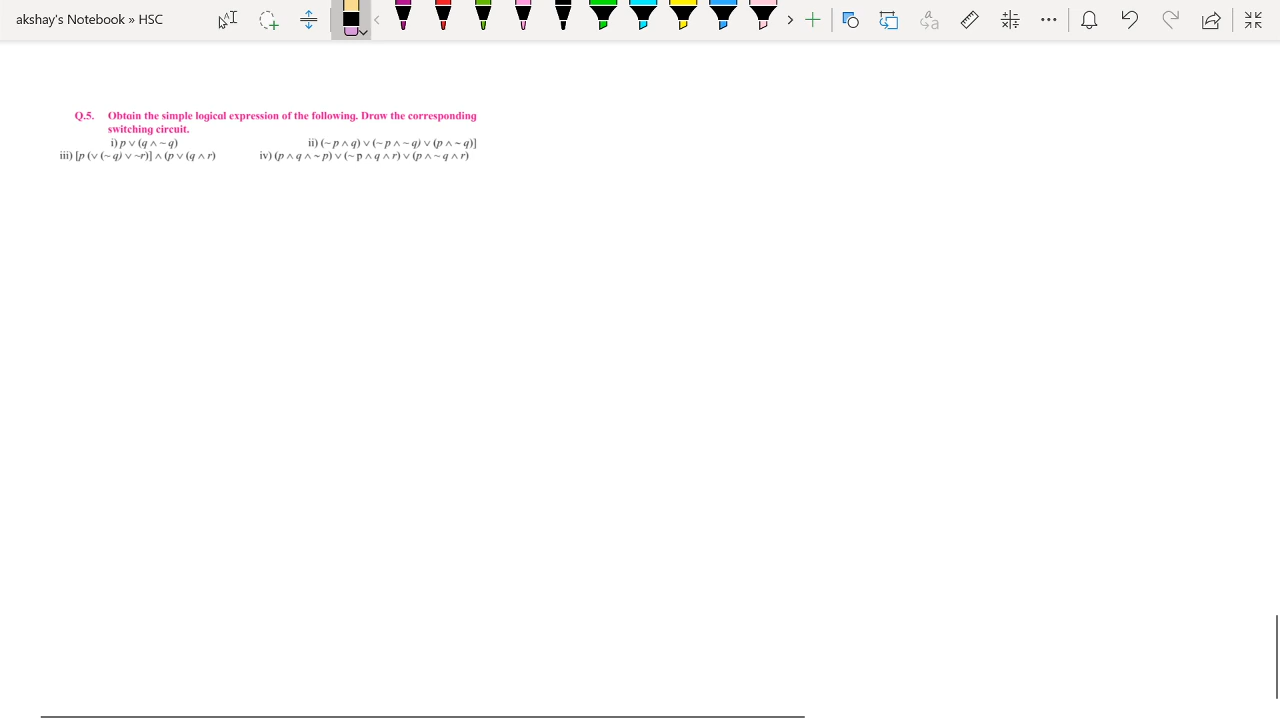 akshay's Notebook » HSC
Q.5. Obtain the simple logical expression of the following. Draw the corresponding
switching circuit.
i) p ∨ (q ∧ ~ q) ii) (~ p ∧ q) ∨ (~ p ∧ ~ q) ∨ (p ∧ ~ q)]
iii) [p (∨ (~ q) ∨ ~r)] ∧ (p ∨ (q ∧ r) iv) (p ∧ q ∧ ~ p) ∨ (~ p ∧ q ∧ r) ∨ (p ∧ ~ q ∧ r)